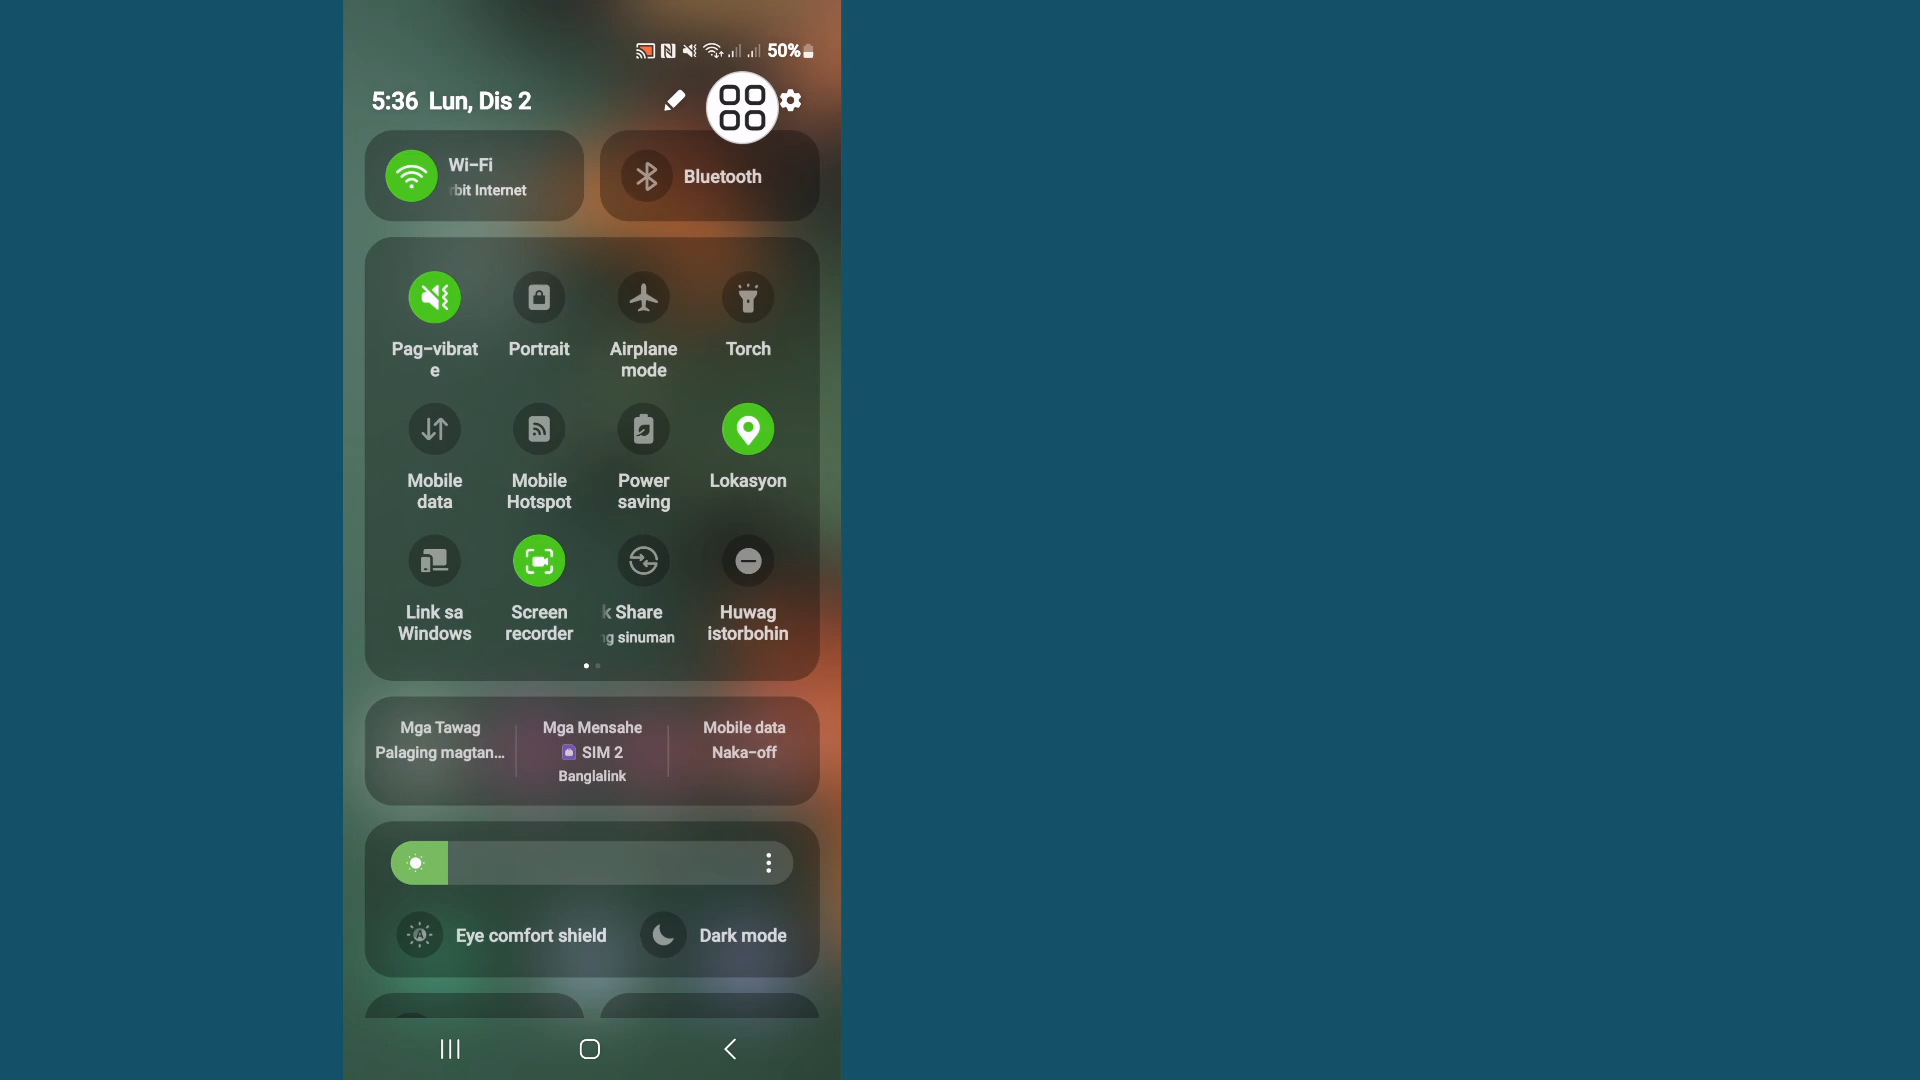 50%
5:36 Lun, Dis 2
Wi-Fi
bit Internet
Bluetooth
Pag-vibrat
e
Portrait
Airplane
mode
Torch
Mobile
data
Mobile
Hotspot
Power
saving
Lokasyon
Link sa
Windows
Screen
recorder
k Share
ng sinuman
Huwag
istorbohin
Mga Tawag
Palaging magtan...
Mga Mensahe
SIM 2
Banglalink
Mobile data
Naka-off
Eye comfort shield
Dark mode